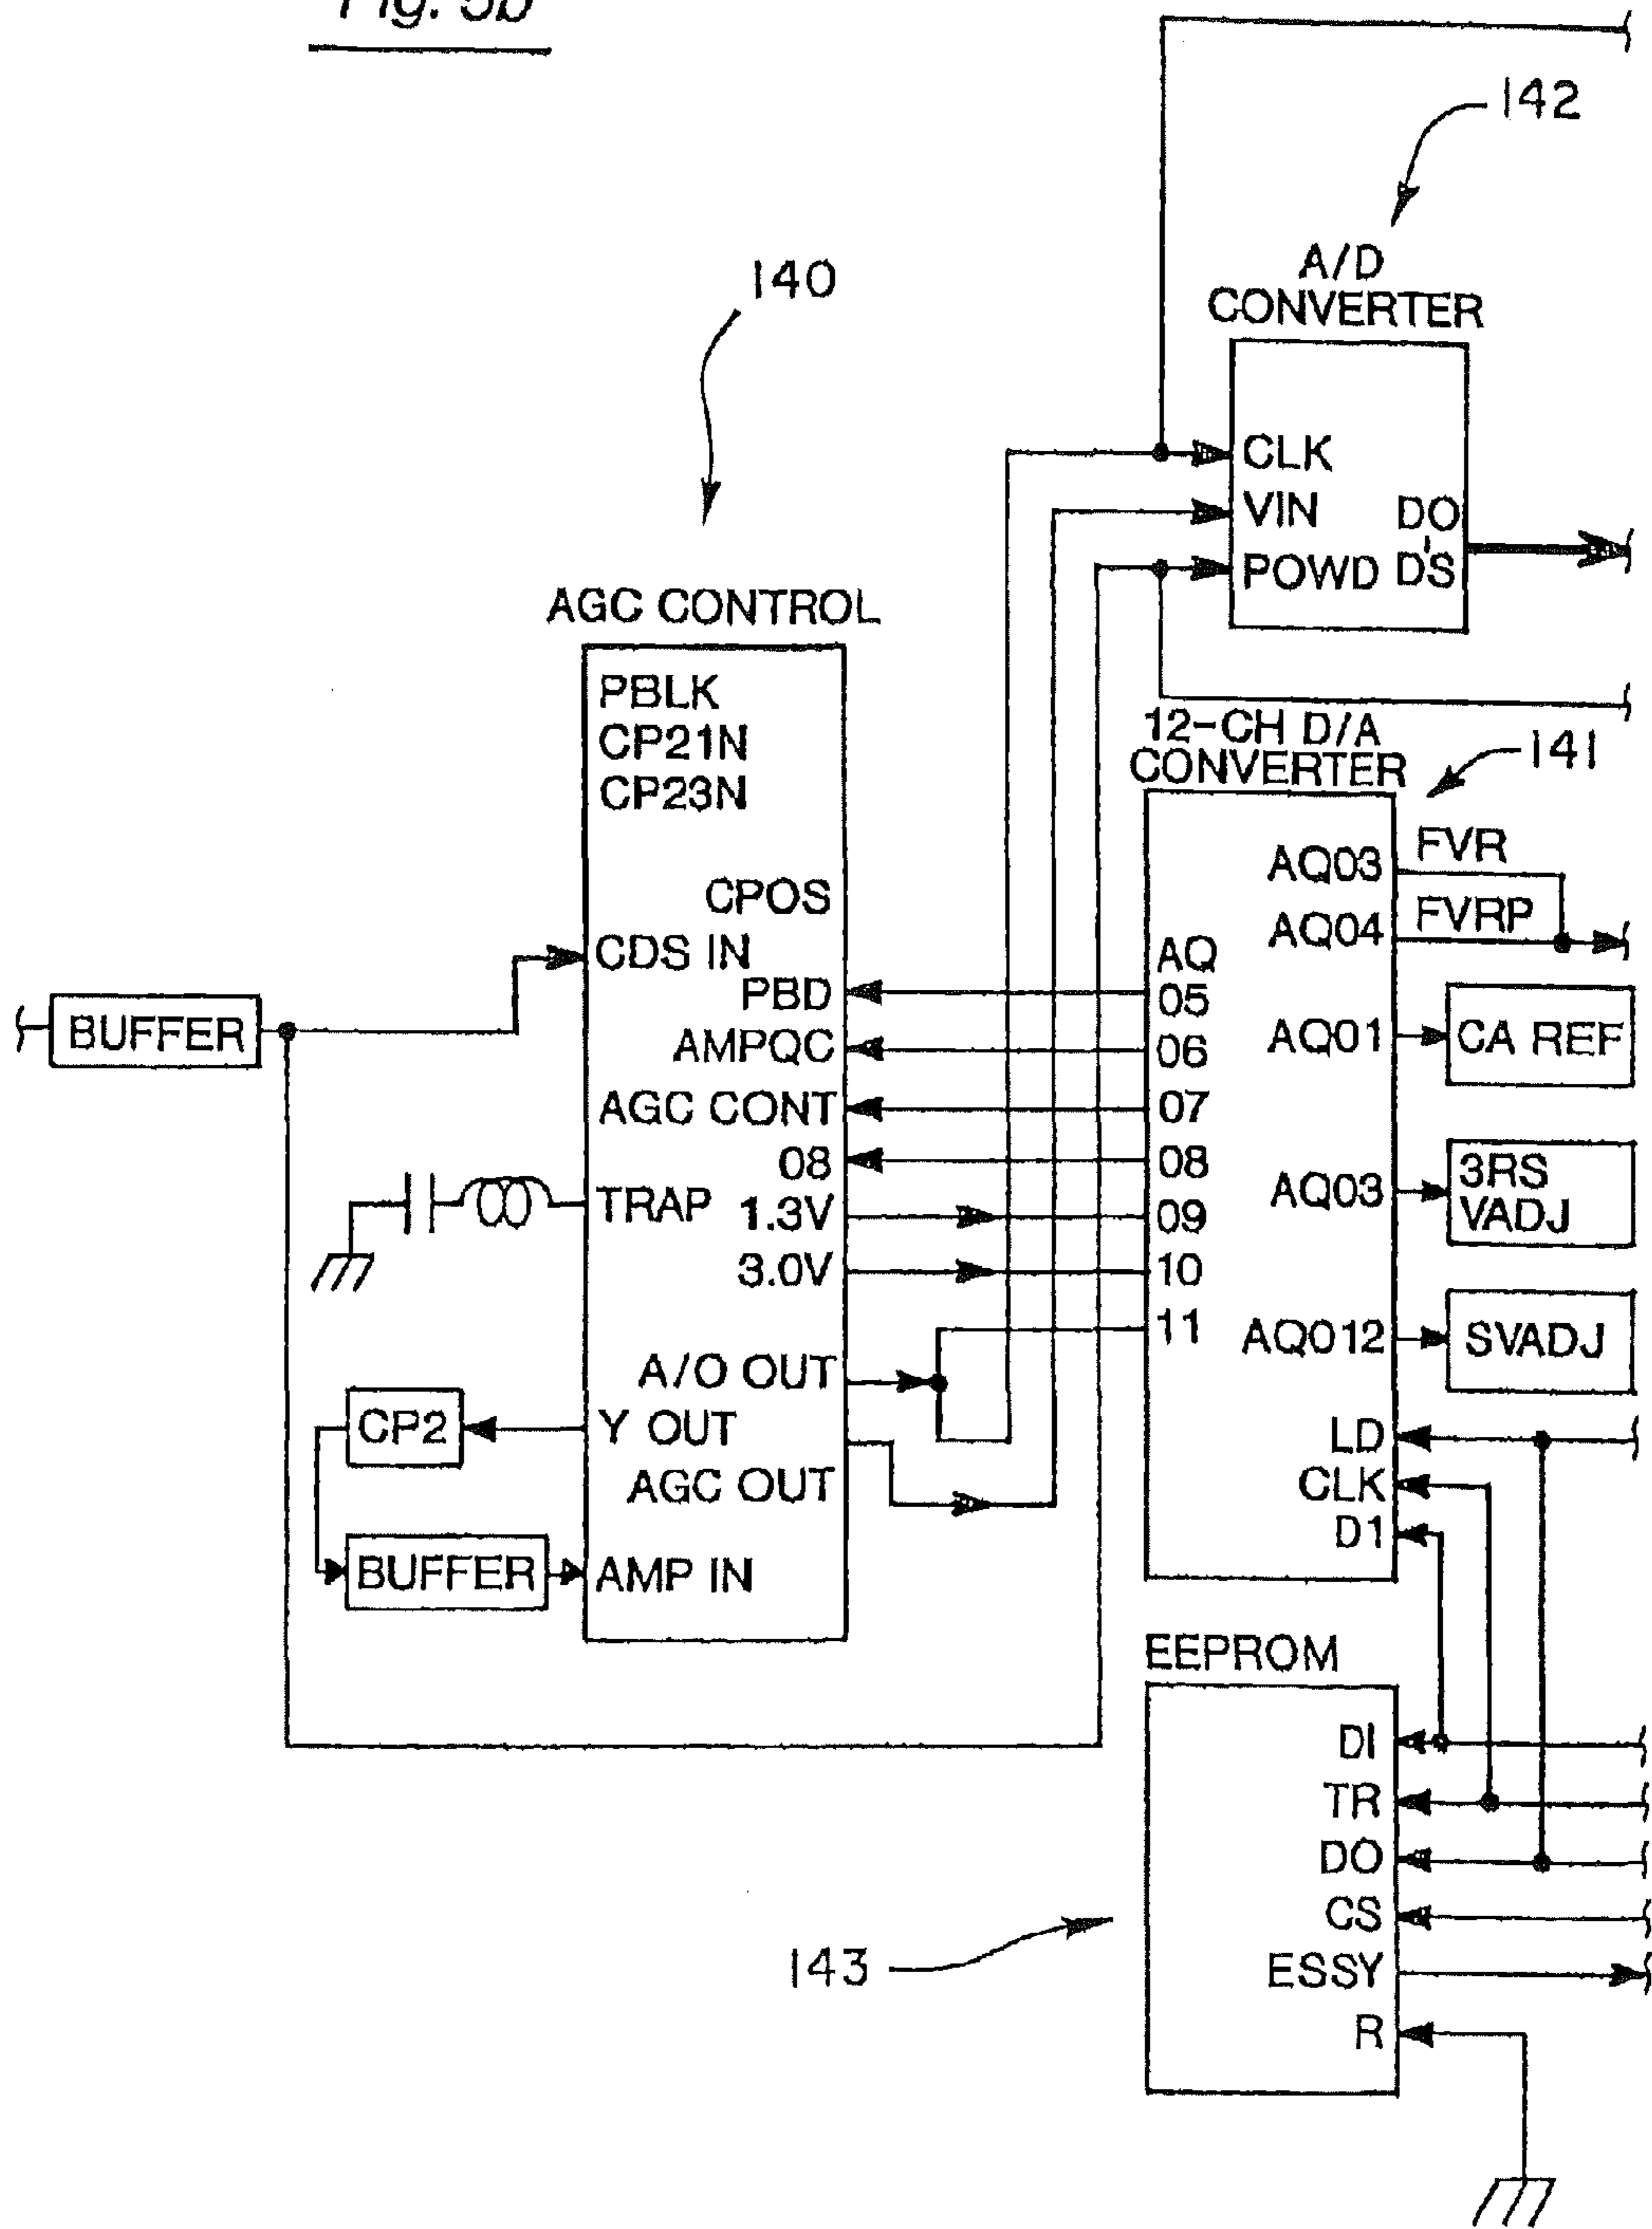 Fig. 5b
142
A/D
CONVERTER
CLK
VIN
POWD
DO
D'S
140
AGC CONTROL
PBLK
CP21N
CP23N
CPOS
CDS IN
PBD
AMPQC
AGC CONT
08
TRAP
1.3V
3.0V
A/O OUT
Y OUT
AGC OUT
AMP IN
BUFFER
CP2
BUFFER
12-CH D/A
CONVERTER
141
AQ03
FVR
AQ04
FVRP
AQ
05
06
07
08
09
10
11
AQ01
CA REF
AQ03
3RS
VADJ
AQ012
SVADJ
LD
CLK
D1
EEPROM
DI
TR
DO
CS
ESSY
R
143